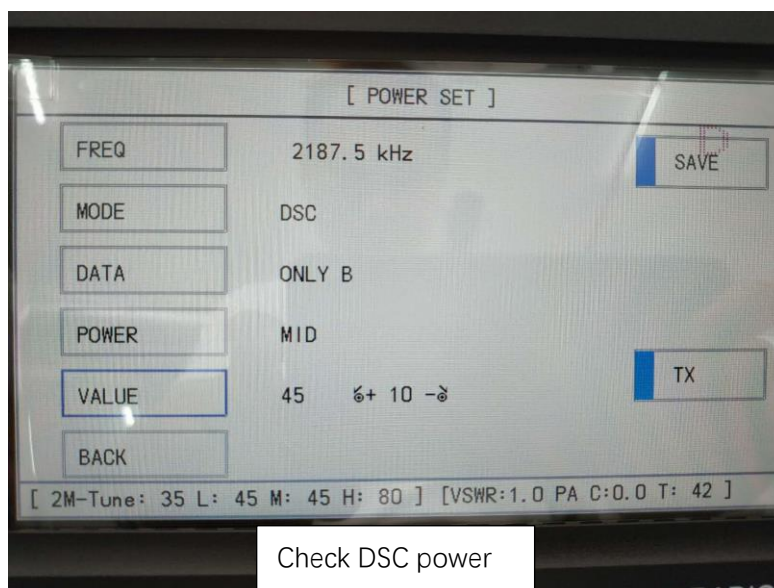 [ POWER SET ]
FREQ 2187.5 kHz SAVE
MODE DSC
DATA ONLY B
POWER MID
VALUE 45 + 10 - TX
BACK
[ 2M-Tune: 35 L: 45 M: 45 H: 80 ] [VSWR:1.0 PA C:0.0 T: 42 ]
Check DSC power